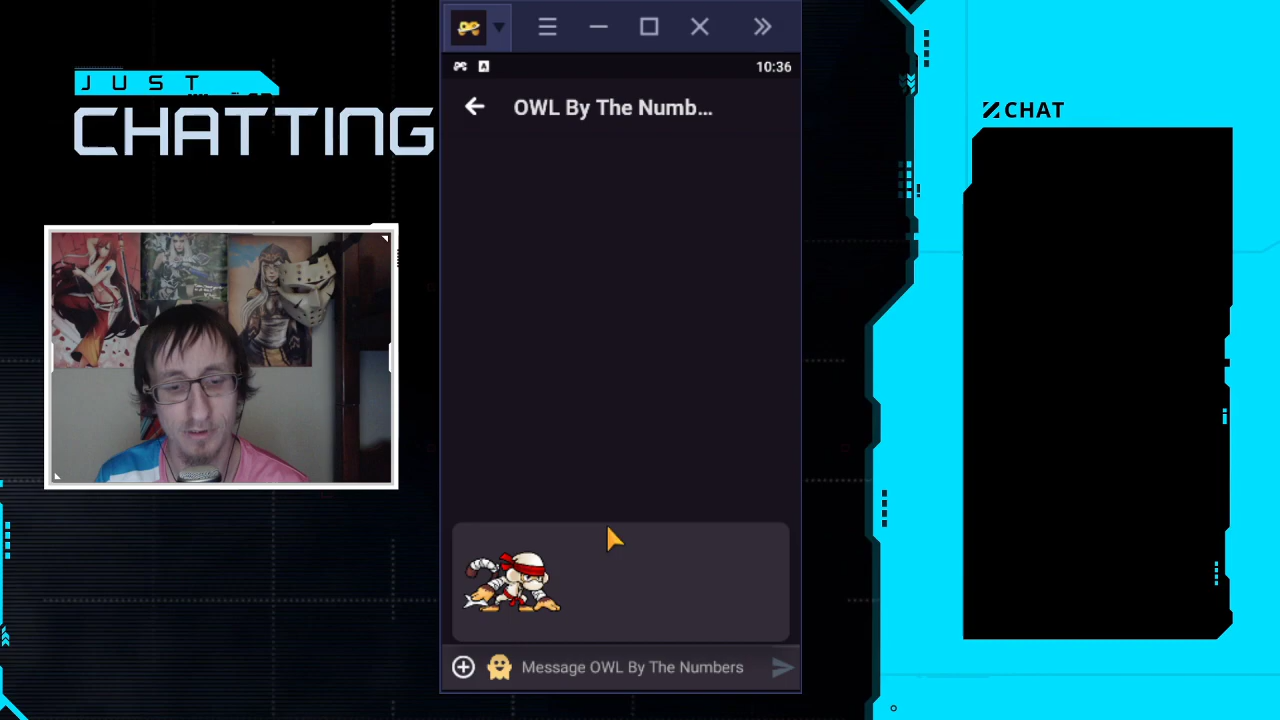 JUST
CHATTING
10:36
OWL By The Numb...
Message OWL By The Numbers
CHAT